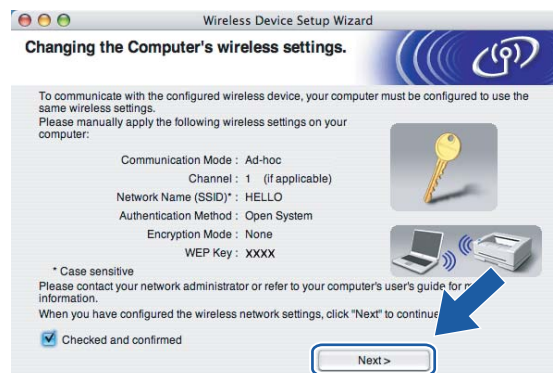 Wireless Device Setup Wizard
Changing the Computer's wireless settings.
To communicate with the configured wireless device, your computer must be configured to use the
same wireless settings.
Please manually apply the following wireless settings on your
computer:
Communication Mode : Ad-hoc
Channel : 1 (if applicable)
Network Name (SSID)* : HELLO
Authentication Method : Open System
Encryption Mode : None
WEP Key : XXXX
* Case sensitive
Please contact your network administrator or refer to your computer's user's guide for
information.
When you have configured the wireless network settings, click "Next" to continue
Checked and confirmed
Next >